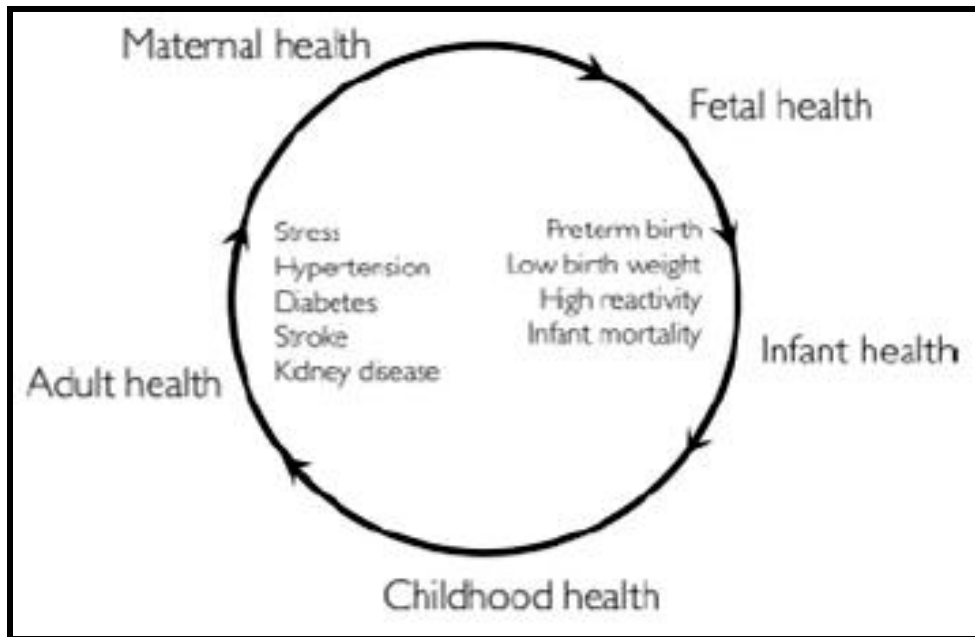 Maternal health
Fetal health
Stress
Hypertension
Diabetes
Stroke
Kidney disease
Preterm birth
Low birth weight
High reactivity
Infant mortality
Infant health
Adult health
Childhood health